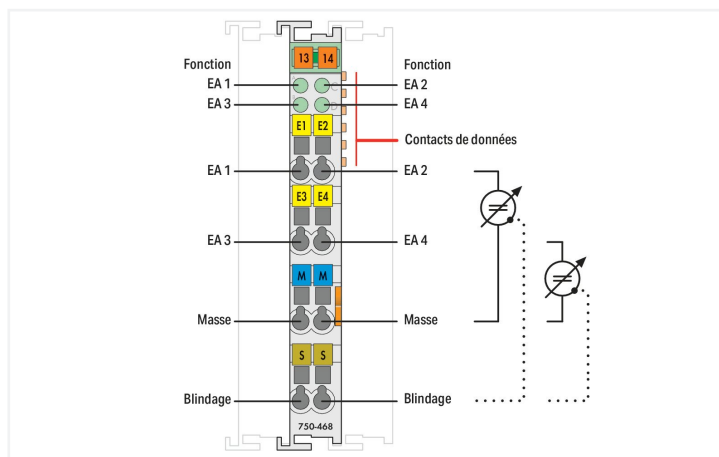 13 14
Fonction Fonction
EA 1 C EA 2
EA 3 D EA 4
E1 E2
Contacts de données
EA 1 EA 2
E3 E4
EA 3 EA 4
M M
Masse Masse
S S
Blindage Blindage
750-468